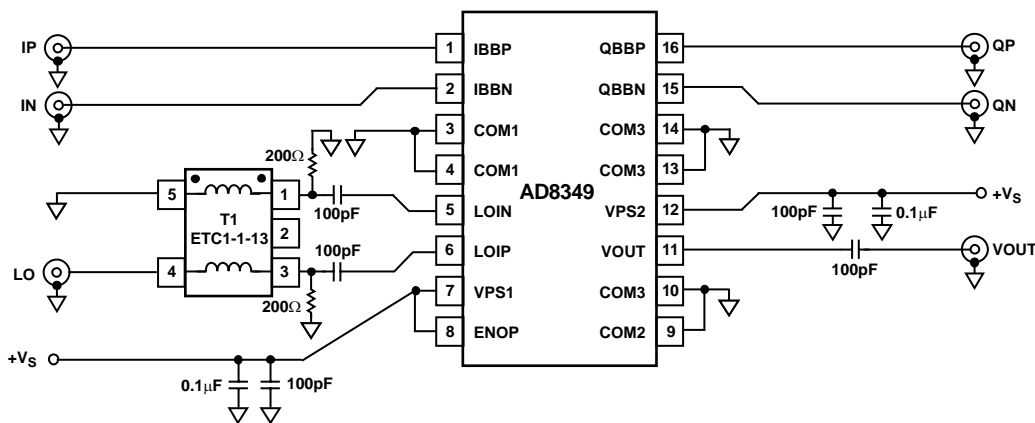 IP
1
IBBP
QBBP
16
QP
IN
2
IBBN
QBBN
15
QN
3
COM1
COM3
14
200Ω
4
COM1
COM3
13
AD8349
5
1
100pF
5
LOIN
VPS2
12
100pF
0.1μF
+VS
T1
ETC1-1-13
2
100pF
6
LOIP
VOUT
11
100pF
VOUT
LO
4
3
200Ω
7
VPS1
COM3
10
8
ENOP
COM2
9
+VS
0.1μF
100pF